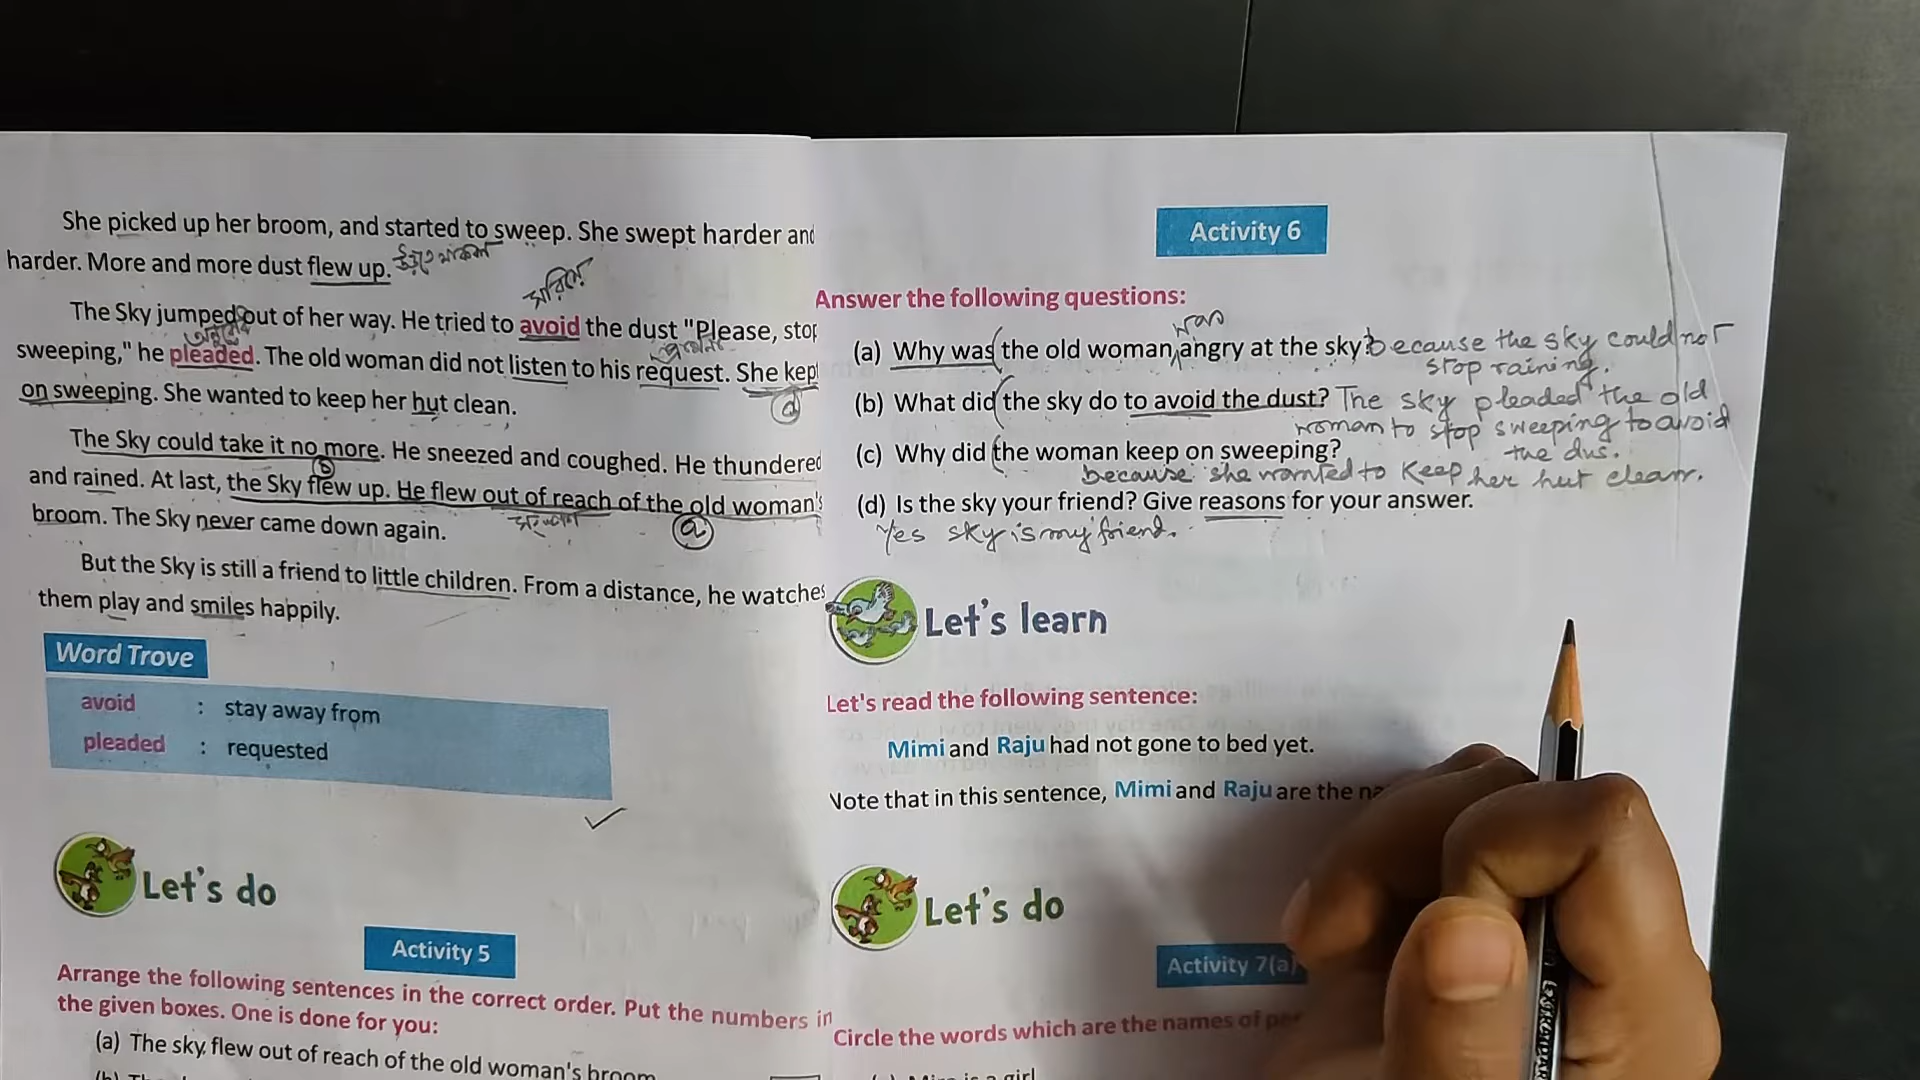 She picked up her broom, and started to sweep. She swept harder and
harder. More and more dust flew up.
The Sky jumped out of her way. He tried to avoid the dust "Please, stop
sweeping," he pleaded. The old woman did not listen to his request. She kept
on sweeping. She wanted to keep her hut clean.
d
The Sky could take it no more. He sneezed and coughed. He thundered
b
and rained. At last, the Sky flew up. He flew out of reach of the old woman's
broom. The Sky never came down again.
a
But the Sky is still a friend to little children. From a distance, he watches
them play and smiles happily.
Word Trove
avoid : stay away from
pleaded : requested
Let's do
Activity 5
Arrange the following sentences in the correct order. Put the numbers in
the given boxes. One is done for you:
(a) The sky flew out of reach of the old woman's broom
Activity 6
Answer the following questions:
was
(a) Why was the old woman angry at the sky? because the sky could not
stop raining.
(b) What did the sky do to avoid the dust? The sky pleaded the old
woman to stop sweeping to avoid
(c) Why did the woman keep on sweeping? the dus.
because she wanted to keep her hut clean.
(d) Is the sky your friend? Give reasons for your answer.
Yes sky is my friend.
Let's learn
Let's read the following sentence:
Mimi and Raju had not gone to bed yet.
Note that in this sentence, Mimi and Raju are the
Let's do
Activity 7(a)
Circle the words which are the names of
is a girl